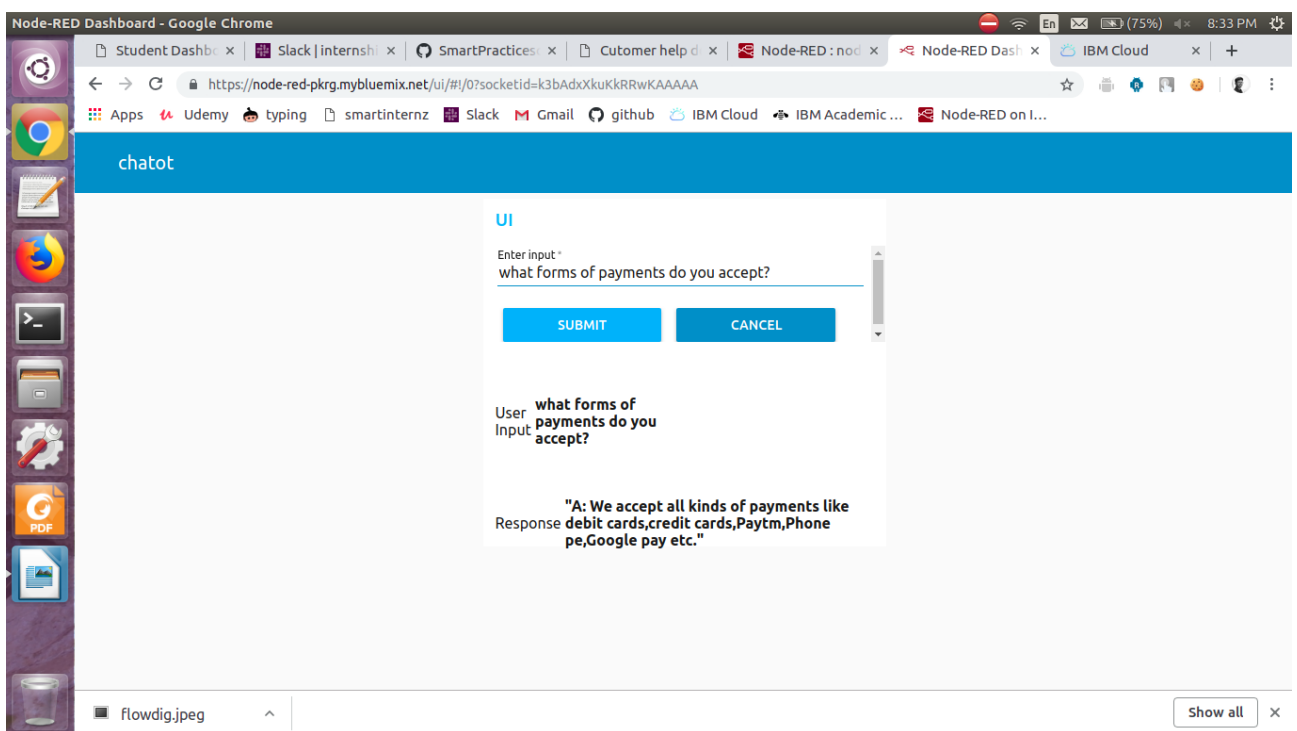 Node-RED Dashboard - Google Chrome
En
(75%)
8:33 PM
Student Dashbo
Slack | internshi
SmartPractices
Cutomer help d
Node-RED : nod
Node-RED Dash
IBM Cloud
https://node-red-pkrg.mybluemix.net/ui/#!/0?socketid=k3bAdxXkuKkRRwKAAAAA
Apps
Udemy
typing
smartinternz
Slack
Gmail
github
IBM Cloud
IBM Academic ...
Node-RED on I...
chatot
UI
Enter input *
what forms of payments do you accept?
SUBMIT
CANCEL
User
Input
what forms of
payments do you
accept?
Response
"A: We accept all kinds of payments like
debit cards,credit cards,Paytm,Phone
pe,Google pay etc."
PDF
flowdig.jpeg
Show all